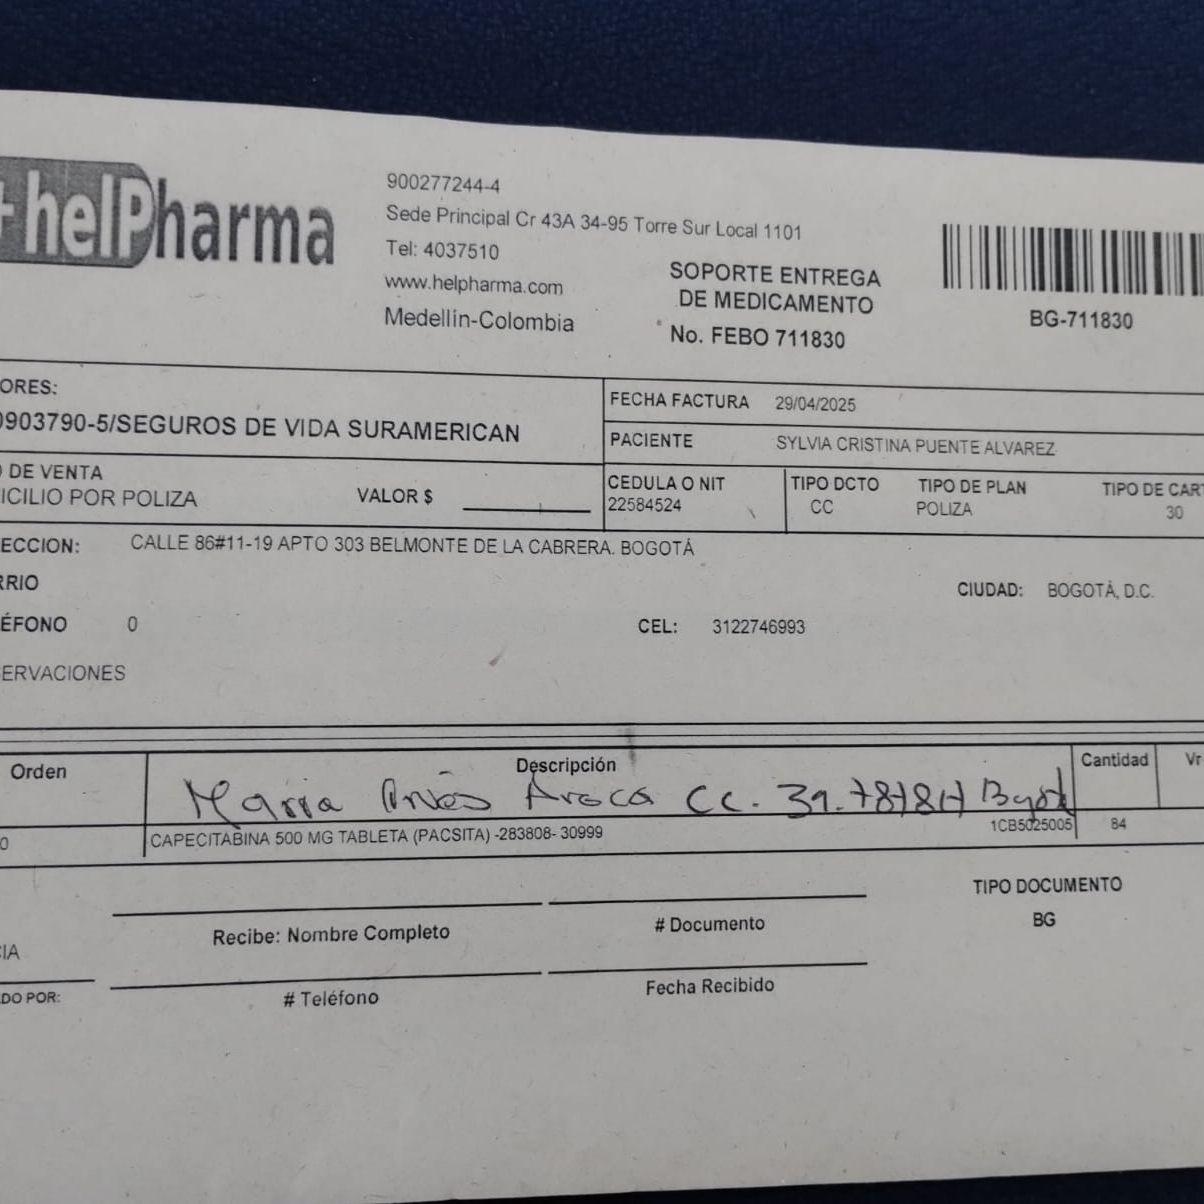 +helPharma
900277244-4
Sede Principal Cr 43A 34-95 Torre Sur Local 1101
Tel: 4037510
www.helpharma.com
Medellín-Colombia
SOPORTE ENTREGA
DE MEDICAMENTO
No. FEBO 711830
BG-711830
ORES:
0903790-5/SEGUROS DE VIDA SURAMERICAN
FECHA FACTURA 29/04/2025
PACIENTE SYLVIA CRISTINA PUENTE ALVAREZ
O DE VENTA
ICILIO POR POLIZA VALOR $
CEDULA O NIT TIPO DCTO TIPO DE PLAN TIPO DE CART
22584524 CC POLIZA 30
ECCION: CALLE 86#11-19 APTO 303 BELMONTE DE LA CABRERA. BOGOTÁ
RRIO
CIUDAD: BOGOTÁ, D.C.
ÉFONO 0 CEL: 3122746993
ERVACIONES
Orden Descripción Cantidad Vr
Maria Aroca CC.
0 CAPECITABINA 500 MG TABLETA (PACSITA) -283808- 30999 1CB5025005 84
TIPO DOCUMENTO
BG
Recibe: Nombre Completo # Documento
CIA
DO POR: # Teléfono Fecha Recibido